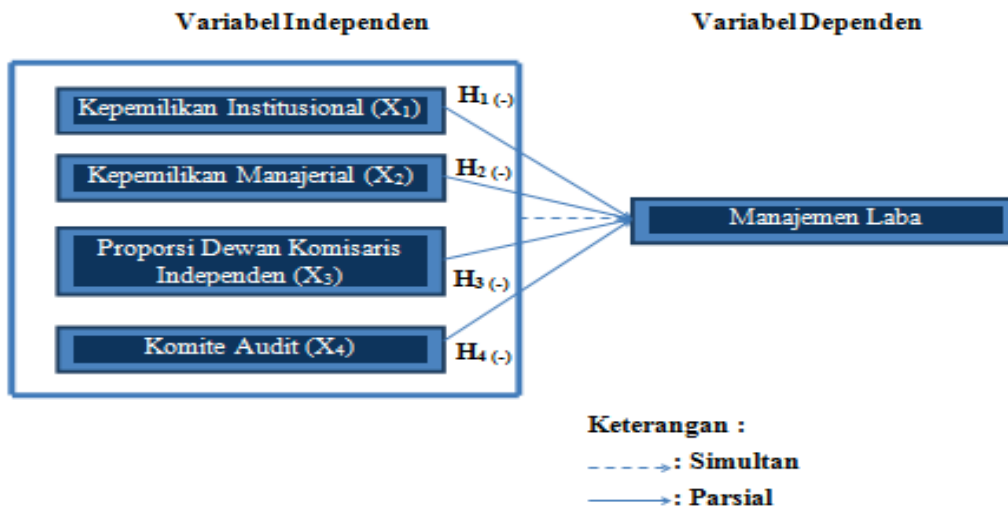 Variabel Independen
Variabel Dependen
Kepemilikan Institusional (X₁)
H₁ (-)
Kepemilikan Manajerial (X₂)
H₂ (-)
Manajemen Laba
Proporsi Dewan Komisaris
Independen (X₃)
H₃ (-)
Komite Audit (X₄)
H₄ (-)
Keterangan :
: Simultan
: Parsial